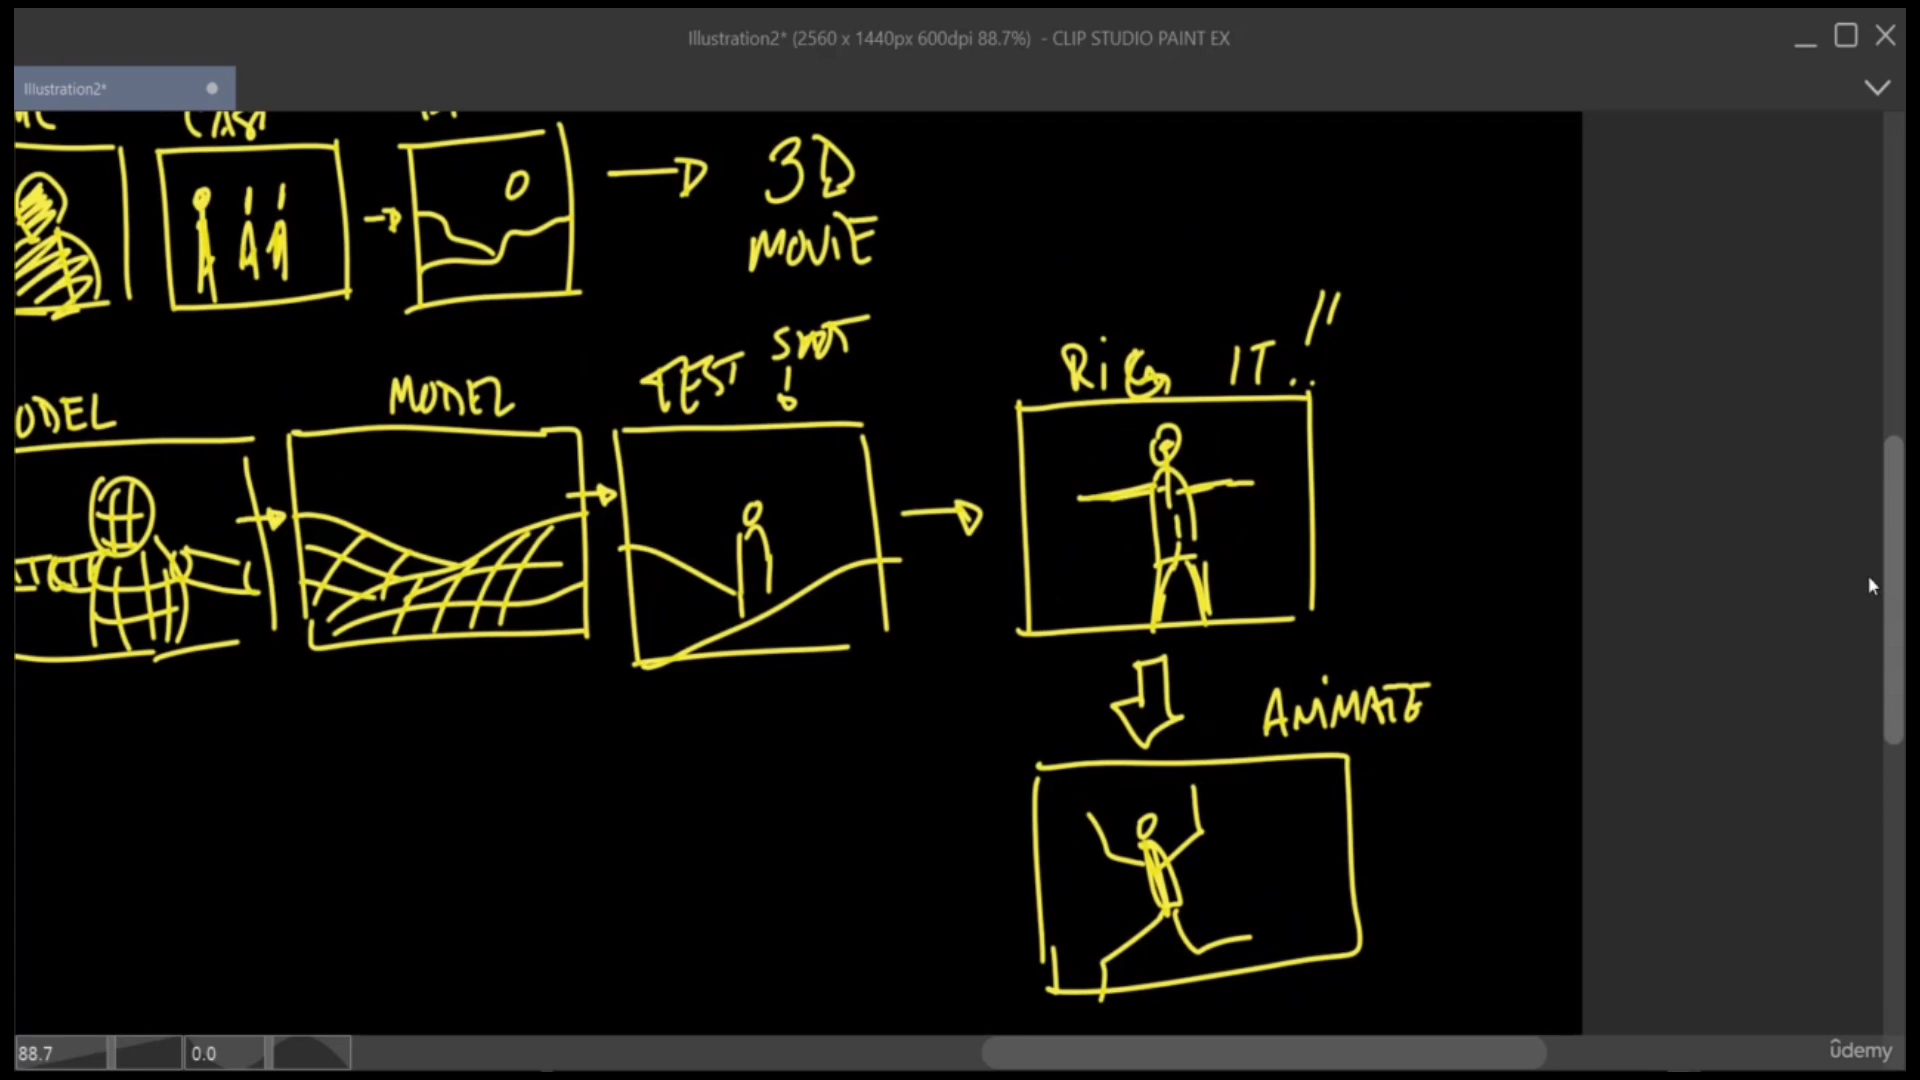 Illustration2* (2560 x 1440px 600dpi 88.7%) - CLIP STUDIO PAINT EX
Illustration2*
CAST
3D
MOVIE
RIG IT..!!
TEST SHOT
MODEL
ODEL
ANIMATE
88.7
0.0
ûdemy